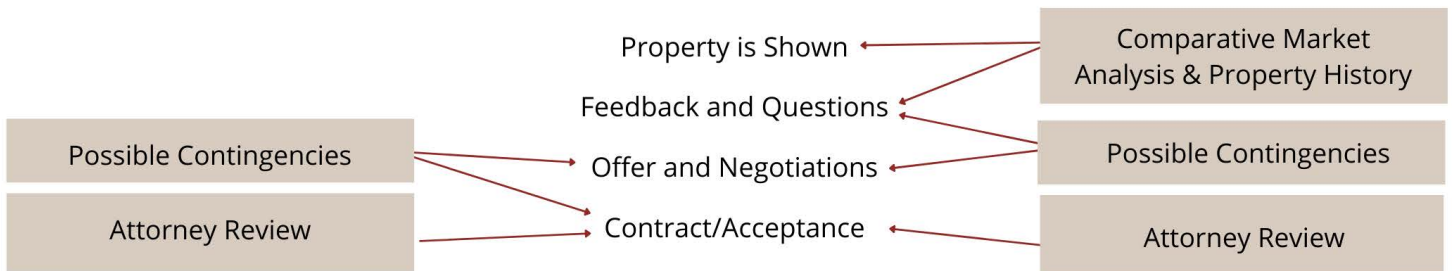 Property is Shown
Comparative Market
Analysis & Property History
Feedback and Questions
Possible Contingencies
Offer and Negotiations
Possible Contingencies
Attorney Review
Contract/Acceptance
Attorney Review